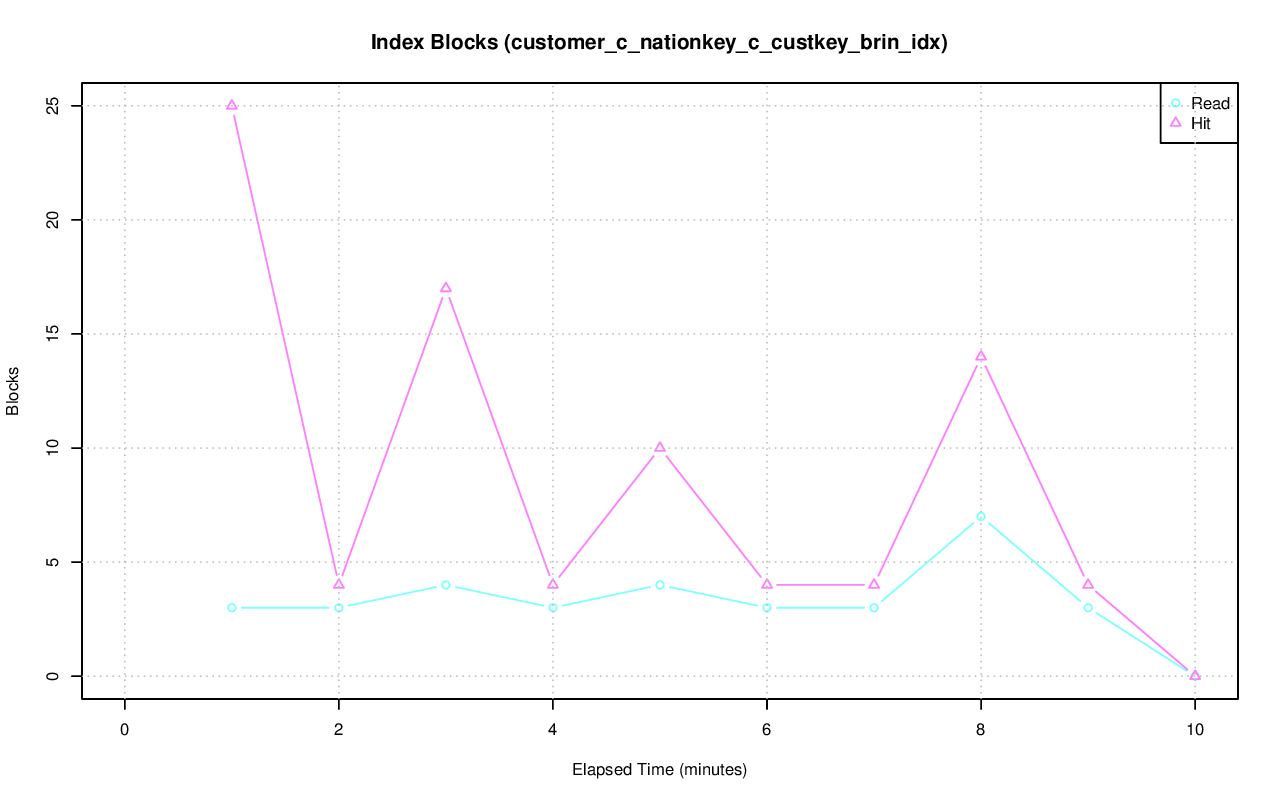 Index Blocks (customer_c_nationkey_c_custkey_brin_idx)
Read
Hit
25
20
15
10
5
0
Blocks
0 2 4 6 8 10
Elapsed Time (minutes)